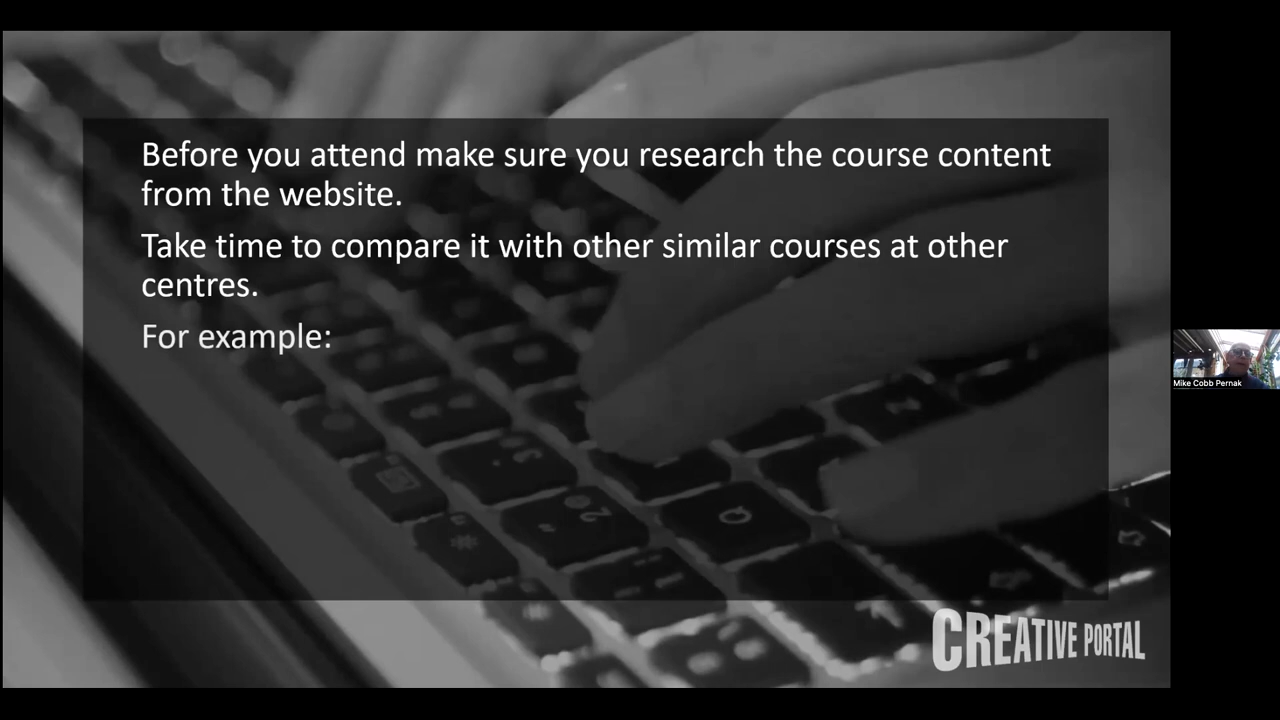 Before you attend make sure you research the course content
from the website.
Take time to compare it with other similar courses at other
centres.
For example:
Mike Cobb Pernak
CREATIVE PORTAL